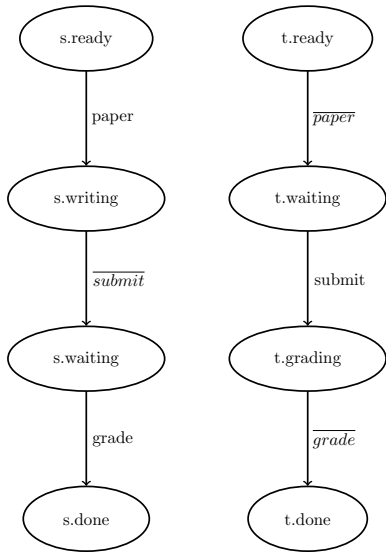 s.ready t.ready
paper paper
s.writing t.waiting
submit submit
s.waiting t.grading
grade grade
s.done t.done